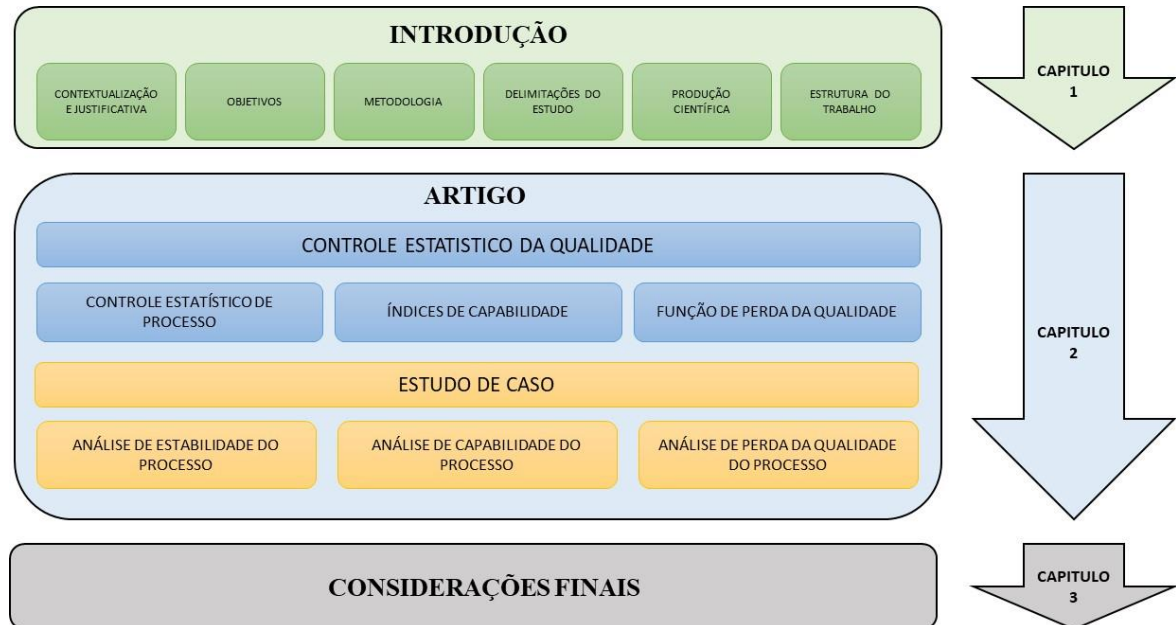 INTRODUÇÃO
CONTEXTUALIZAÇÃO
E JUSTIFICATIVA
OBJETIVOS
METODOLOGIA
DELIMITAÇÕES DO
ESTUDO
PRODUÇÃO
CIENTÍFICA
ESTRUTURA DO
TRABALHO
CAPITULO
1
ARTIGO
CONTROLE ESTATISTICO DA QUALIDADE
CONTROLE ESTATÍSTICO DE
PROCESSO
ÍNDICES DE CAPABILIDADE
FUNÇÃO DE PERDA DA QUALIDADE
ESTUDO DE CASO
ANÁLISE DE ESTABILIDADE DO
PROCESSO
ANÁLISE DE CAPABILIDADE DO
PROCESSO
ANÁLISE DE PERDA DA QUALIDADE
DO PROCESSO
CAPITULO
2
CONSIDERAÇÕES FINAIS
CAPITULO
3